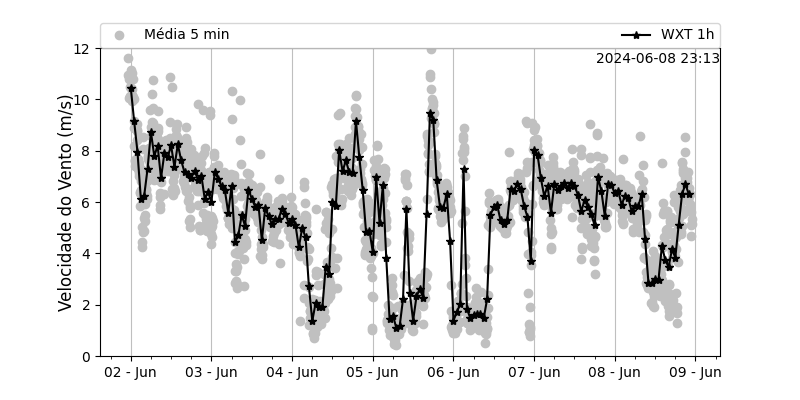 Média 5 min
WXT 1h
2024-06-08 23:13
Velocidade do Vento (m/s)
12
10
8
6
4
2
0
02 - Jun
03 - Jun
04 - Jun
05 - Jun
06 - Jun
07 - Jun
08 - Jun
09 - Jun